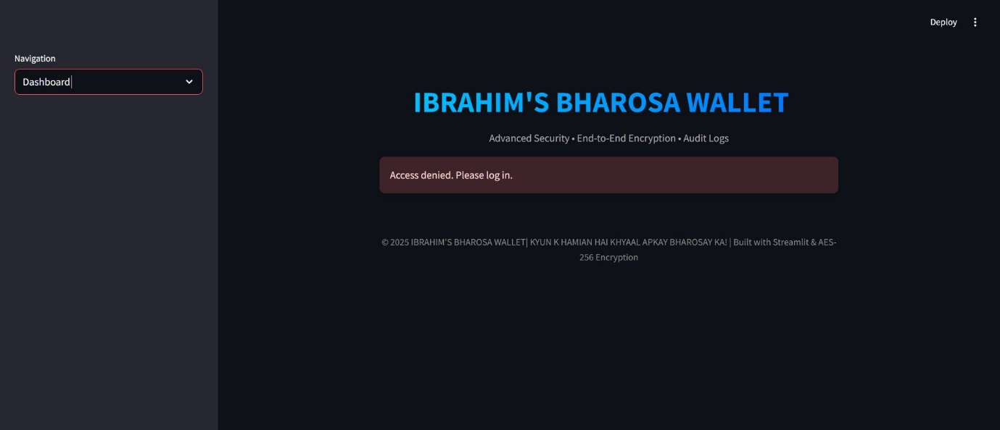 Deploy
Navigation
Dashboard
IBRAHIM'S BHAROSA WALLET
Advanced Security • End-to-End Encryption • Audit Logs
Access denied. Please log in.
© 2025 IBRAHIM'S BHAROSA WALLET| KYUN K HAMIAN HAI KHYAAL APKAY BHAROSAY KA! | Built with Streamlit & AES-
256 Encryption